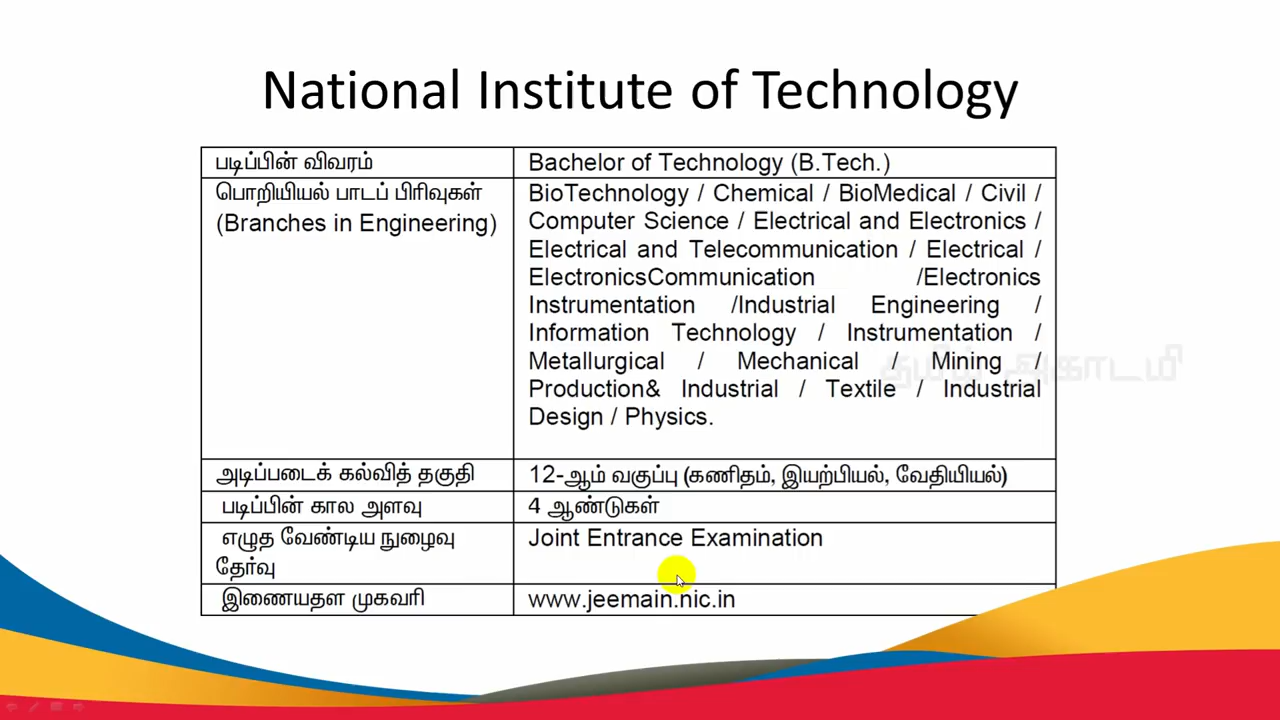 National Institute of Technology
படிப்பின் விவரம்
Bachelor of Technology (B.Tech.)
பொறியியல் பாடப் பிரிவுகள்
(Branches in Engineering)
BioTechnology / Chemical / BioMedical / Civil /
Computer Science / Electrical and Electronics /
Electrical and Telecommunication / Electrical /
ElectronicsCommunication /Electronics
Instrumentation /Industrial Engineering /
Information Technology / Instrumentation /
Metallurgical / Mechanical / Mining /
Production& Industrial / Textile / Industrial
Design / Physics.
அடிப்படைக் கல்வித் தகுதி
12-ஆம் வகுப்பு (கணிதம், இயற்பியல், வேதியியல்)
படிப்பின் கால அளவு
4 ஆண்டுகள்
எழுத வேண்டிய நுழைவு
தேர்வு
Joint Entrance Examination
இணையதள முகவரி
www.jeemain.nic.in
தமிழ் அகாடமி